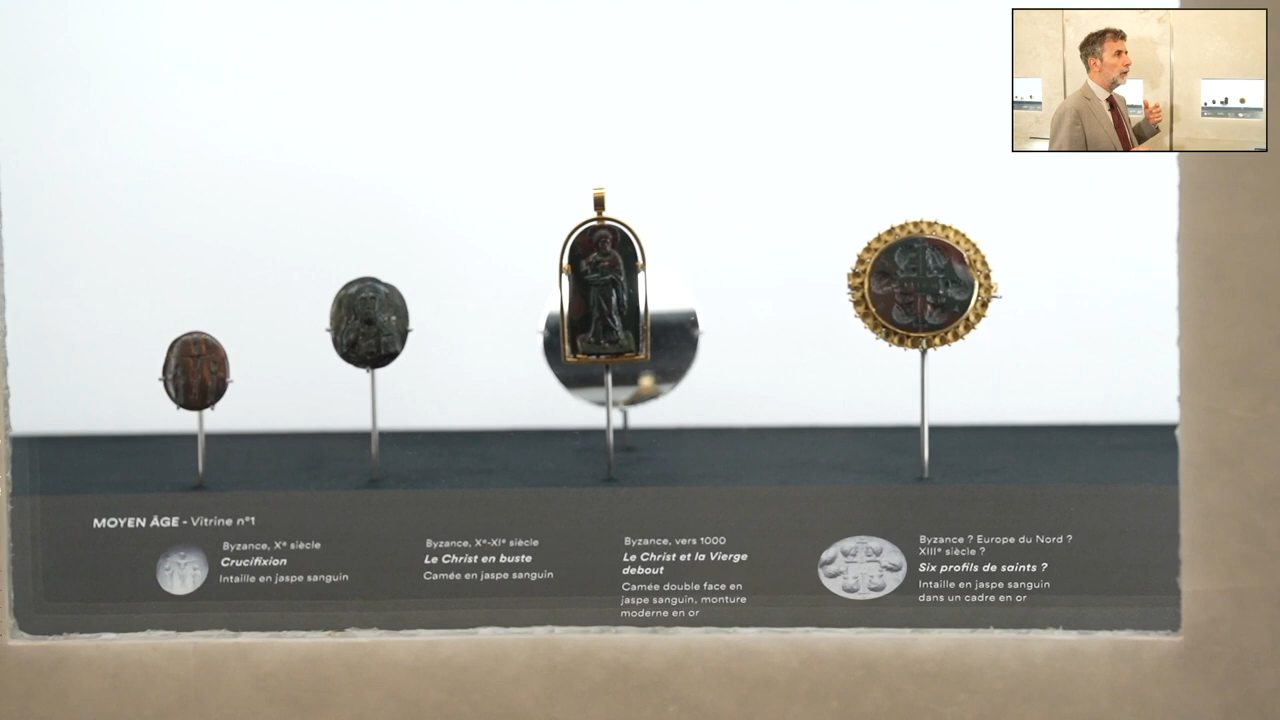 MOYEN ÂGE - Vitrine n°1
Byzance, Xᵉ siècle
Crucifixion
Intaille en jaspe sanguin
Byzance, Xᵉ-XIᵉ siècle
Le Christ en buste
Camée en jaspe sanguin
Byzance, vers 1000
Le Christ et la Vierge
debout
Camée double face en
jaspe sanguin, monture
moderne en or
Byzance ? Europe du Nord ?
XIIIᵉ siècle ?
Six profils de saints ?
Intaille en jaspe sanguin
dans un cadre en or